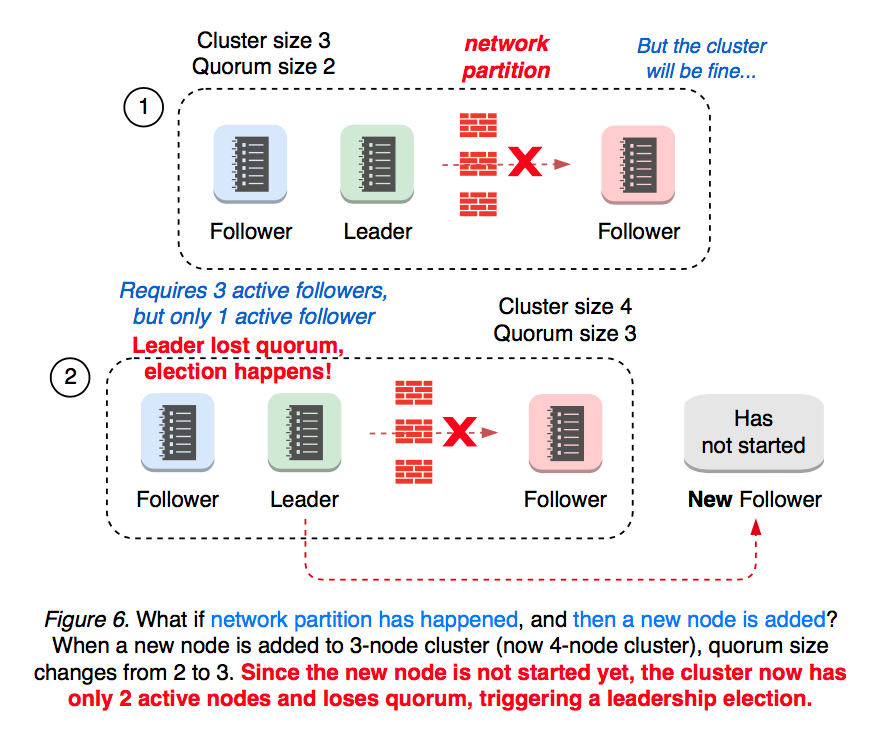 Cluster size 3
Quorum size 2
network
partition
But the cluster
will be fine...
1
Follower
Leader
Follower
Requires 3 active followers,
but only 1 active follower
Leader lost quorum,
election happens!
Cluster size 4
Quorum size 3
2
Has
not started
Follower
Leader
Follower
New Follower
Figure 6. What if network partition has happened, and then a new node is added?
When a new node is added to 3-node cluster (now 4-node cluster), quorum size
changes from 2 to 3. Since the new node is not started yet, the cluster now has
only 2 active nodes and loses quorum, triggering a leadership election.